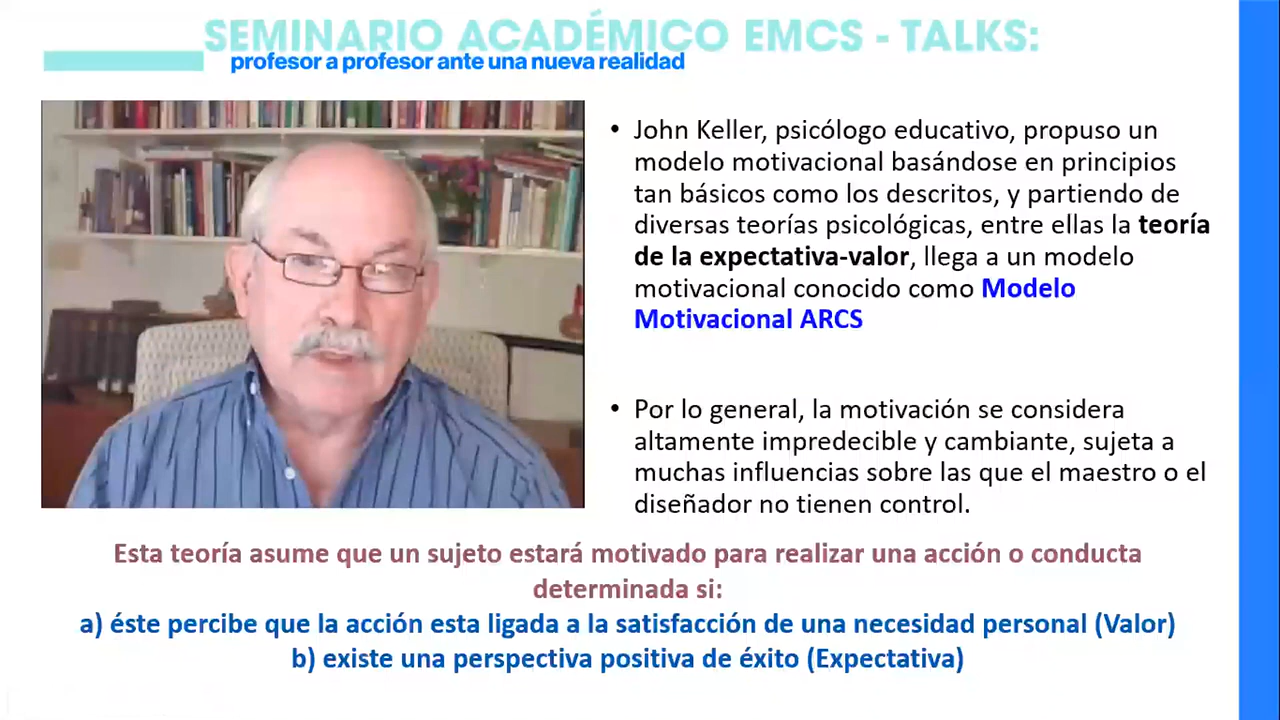 SEMINARIO ACADÉMICO EMCS - TALKS:
profesor a profesor ante una nueva realidad
• John Keller, psicólogo educativo, propuso un
modelo motivacional basándose en principios
tan básicos como los descritos, y partiendo de
diversas teorías psicológicas, entre ellas la teoría
de la expectativa-valor, llega a un modelo
motivacional conocido como Modelo
Motivacional ARCS
• Por lo general, la motivación se considera
altamente impredecible y cambiante, sujeta a
muchas influencias sobre las que el maestro o el
diseñador no tienen control.
Esta teoría asume que un sujeto estará motivado para realizar una acción o conducta
determinada si:
a) éste percibe que la acción esta ligada a la satisfacción de una necesidad personal (Valor)
b) existe una perspectiva positiva de éxito (Expectativa)